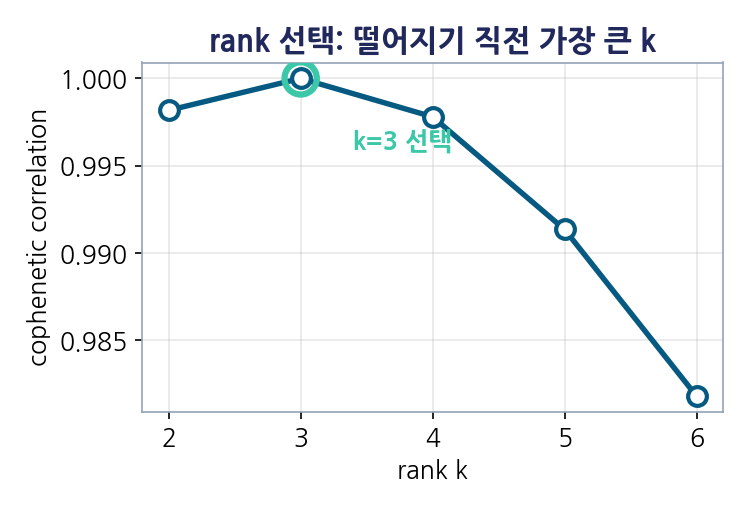 rank 선택: 떨어지기 직전 가장 큰 k
1.000
0.995
0.990
0.985
cophenetic correlation
k=3 선택
2 3 4 5 6
rank k